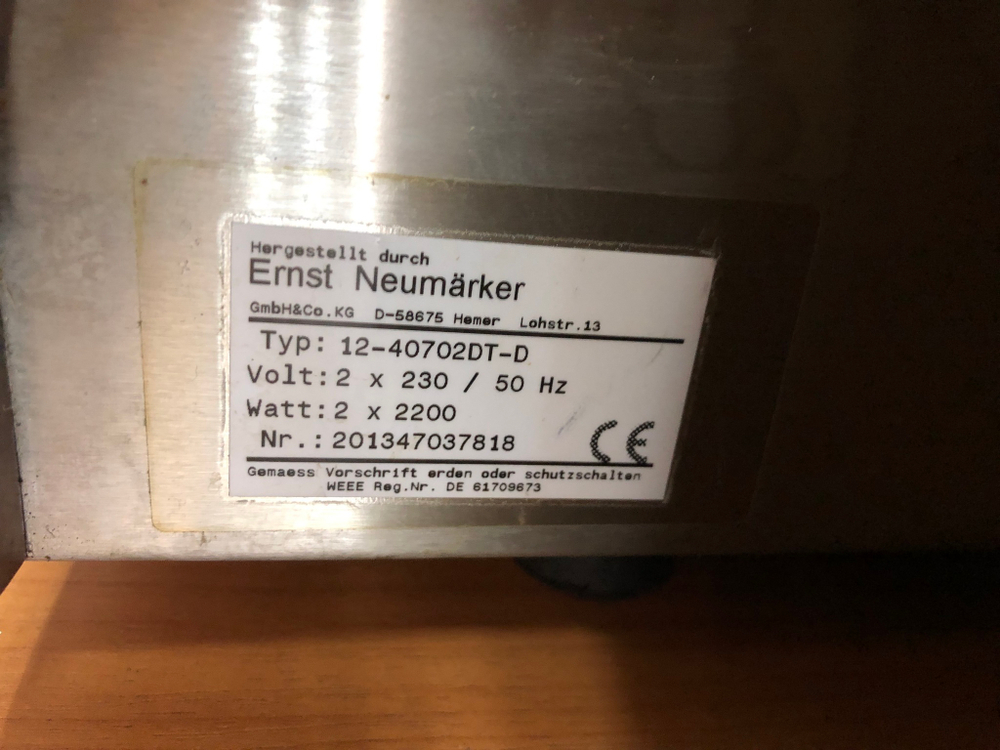 Hergestellt durch
Ernst Neumärker
GmbH&Co.KG D-58675 Hemer Lohstr.13
Typ: 12-40702DT-D
Volt: 2 x 230 / 50 Hz
Watt: 2 x 2200
Nr.: 201347037818
CE
Gemaess Vorschrift erden oder schutzschalten
WEEE Reg.Nr. DE 61709673